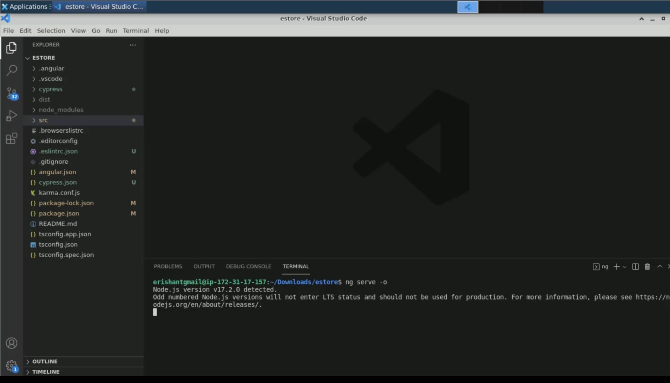 Applications :
estore - Visual Studio C...
estore - Visual Studio Code
File Edit Selection View Go Run Terminal Help
EXPLORER
ESTORE
.angular
.vscode
cypress
dist
node_modules
src
.browserslistrc
.editorconfig
.eslintrc.json U
.gitignore
angular.json M
cypress.json U
karma.conf.js
package-lock.json M
package.json M
README.md
tsconfig.app.json
tsconfig.json
tsconfig.spec.json
OUTLINE
TIMELINE
PROBLEMS OUTPUT DEBUG CONSOLE TERMINAL
ng
erishantgmail@ip-172-31-17-157:~/Downloads/estore$ ng serve -o
Node.js version v17.2.0 detected.
Odd numbered Node.js versions will not enter LTS status and should not be used for production. For more information, please see https://n
odejs.org/en/about/releases/.